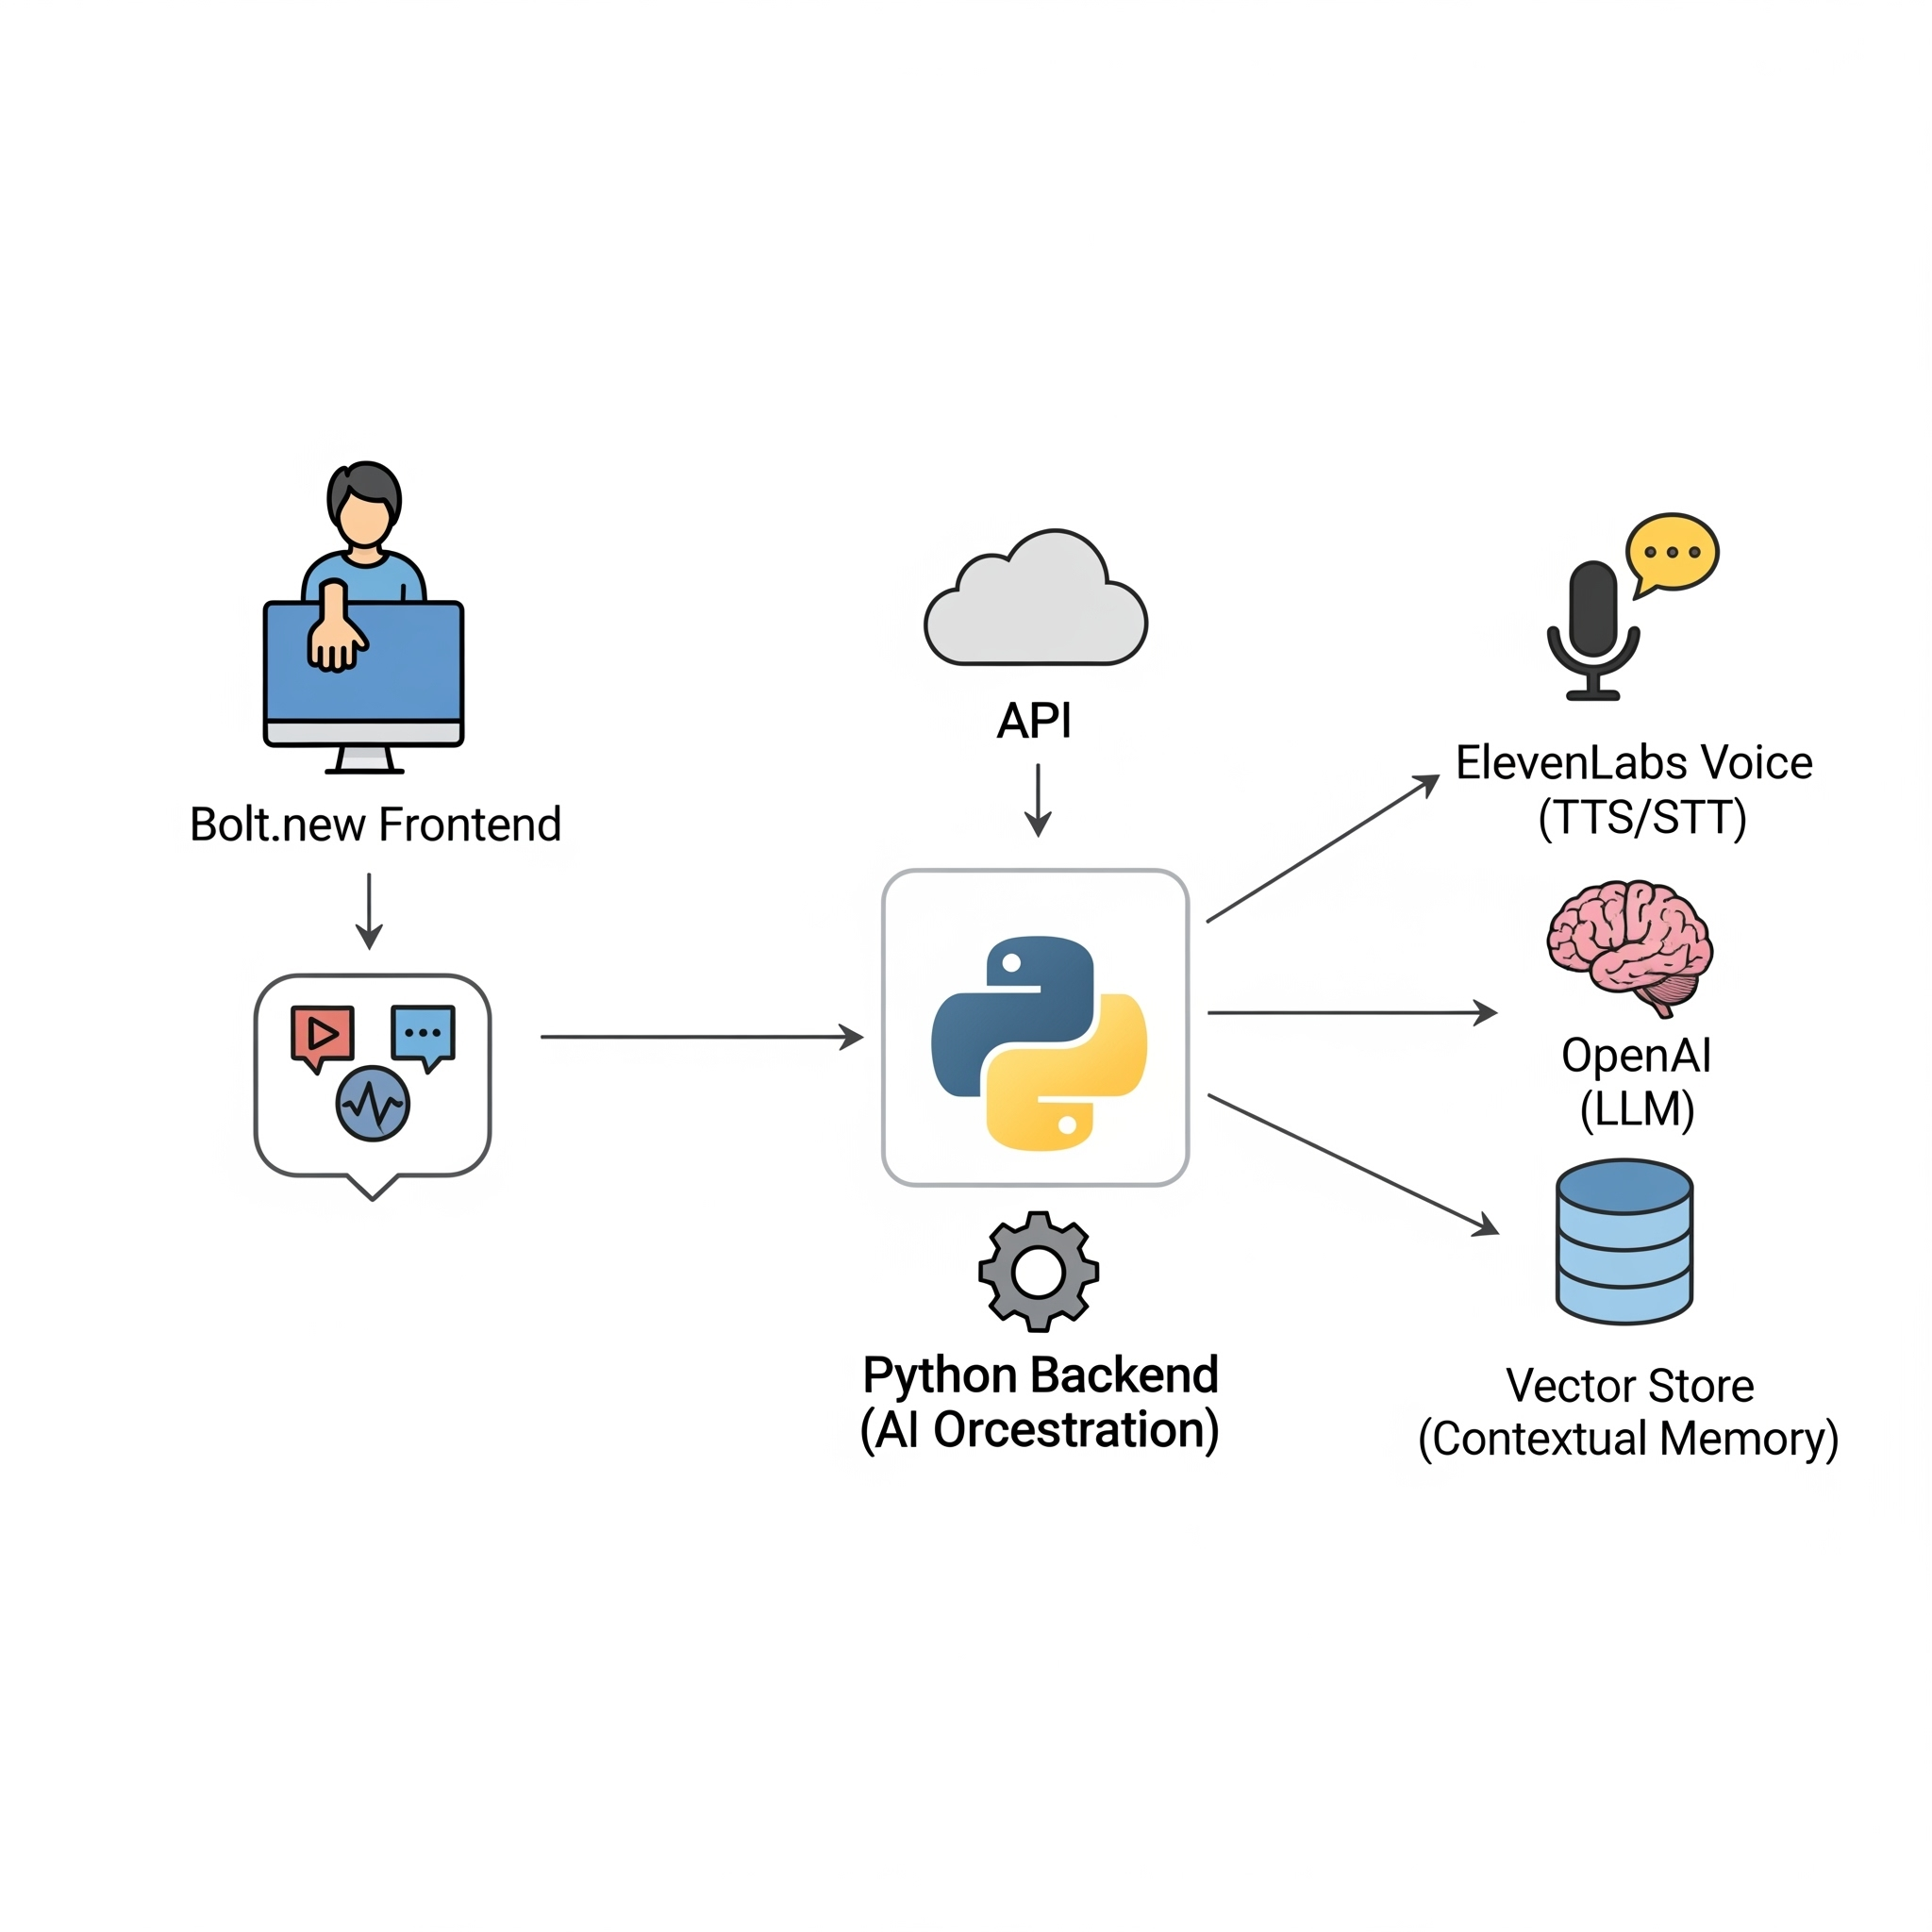 Bolt.new Frontend
API
Python Backend
(AI Orcestration)
ElevenLabs Voice
(TTS/STT)
OpenAI
(LLM)
Vector Store
(Contextual Memory)